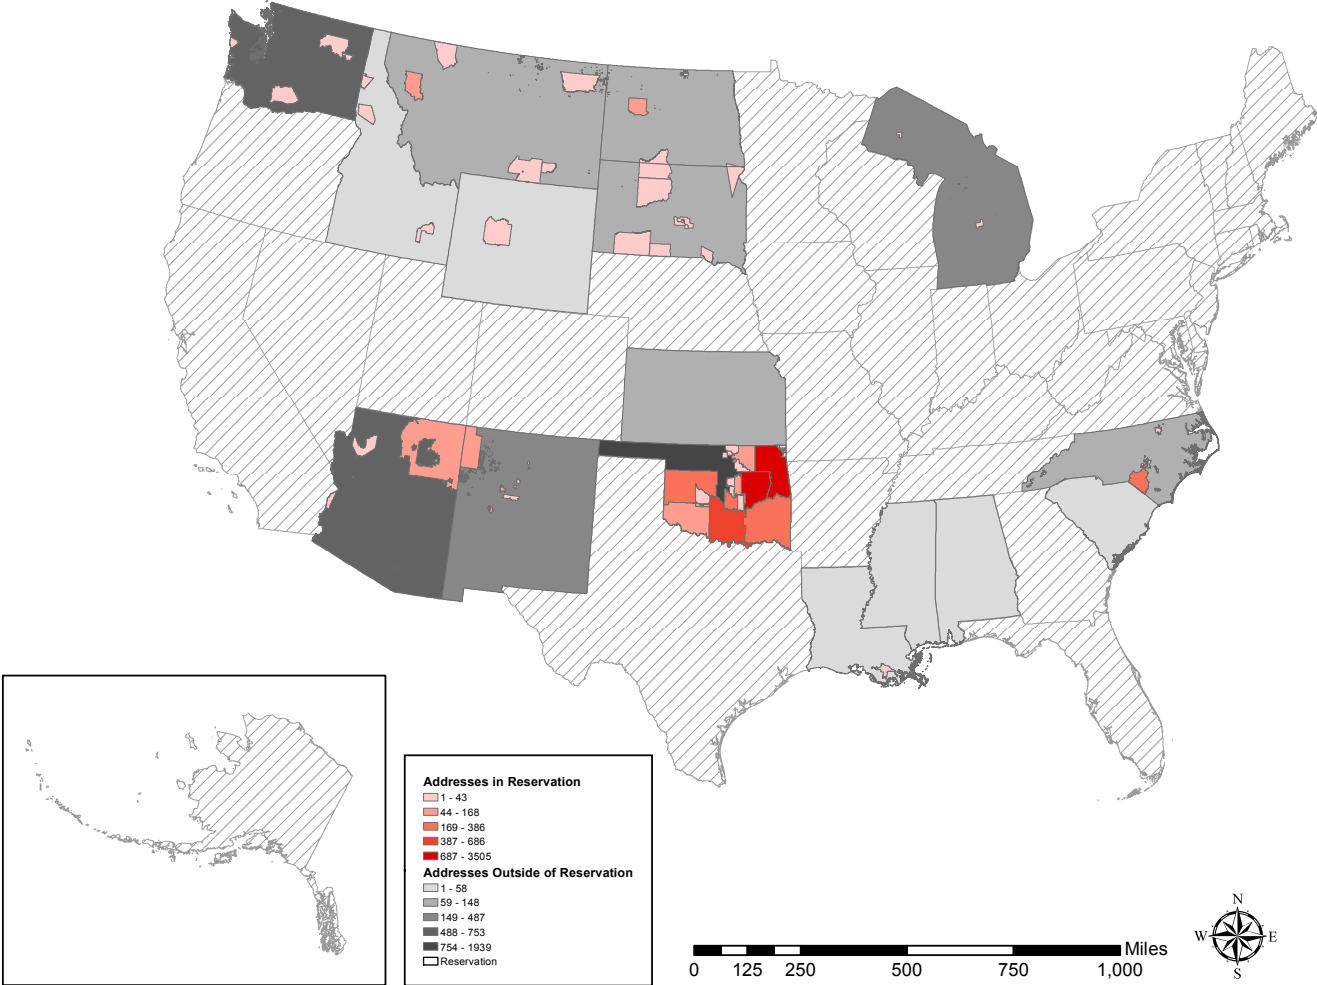 Addresses in Reservation
1 - 43
44 - 168
169 - 386
387 - 686
687 - 3505
Addresses Outside of Reservation
1 - 58
59 - 148
149 - 487
488 - 753
754 - 1939
Reservation
N
W E
S
Miles
0 125 250 500 750 1,000